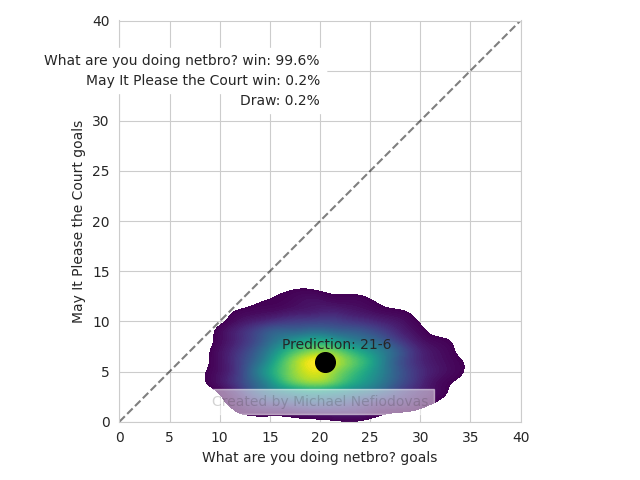 What are you doing netbro? win: 99.6%
May It Please the Court win: 0.2%
Draw: 0.2%
May It Please the Court goals
40
30
25
20
15
10
5
0
Prediction: 21-6
Created by Michael Nefiodovas
0 5 10 15 20 25 30 35 40
What are you doing netbro? goals